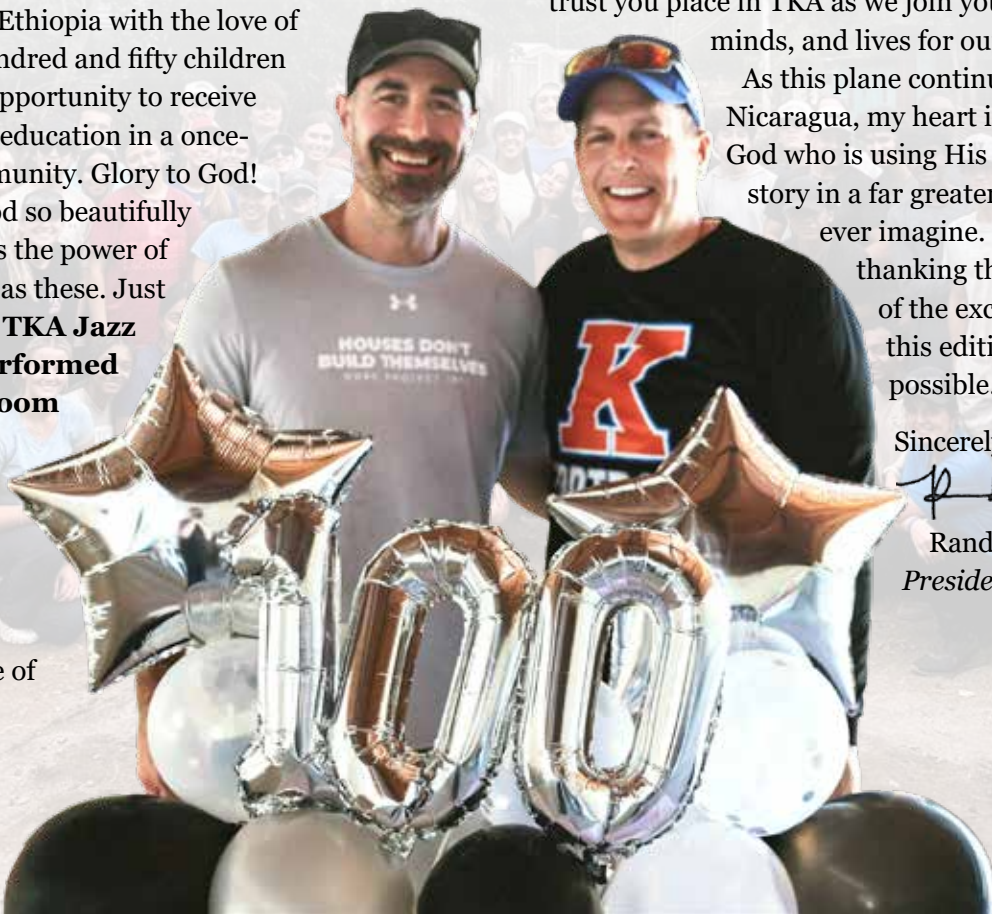 Ethiopia with the love of
ndred and fifty children
pportunity to receive
education in a once-
munity. Glory to God!
od so beautifully
s the power of
as these. Just
TKA Jazz
rformed
oom
e of
trust you place in TKA as we join you
minds, and lives for ou
As this plane continu
Nicaragua, my heart i
God who is using His
story in a far greater
ever imagine.
thanking th
of the exc
this editi
possible.
Sincerel
Rand
Preside
HOUSES DON'T
BUILD THEMSELVES
K
100